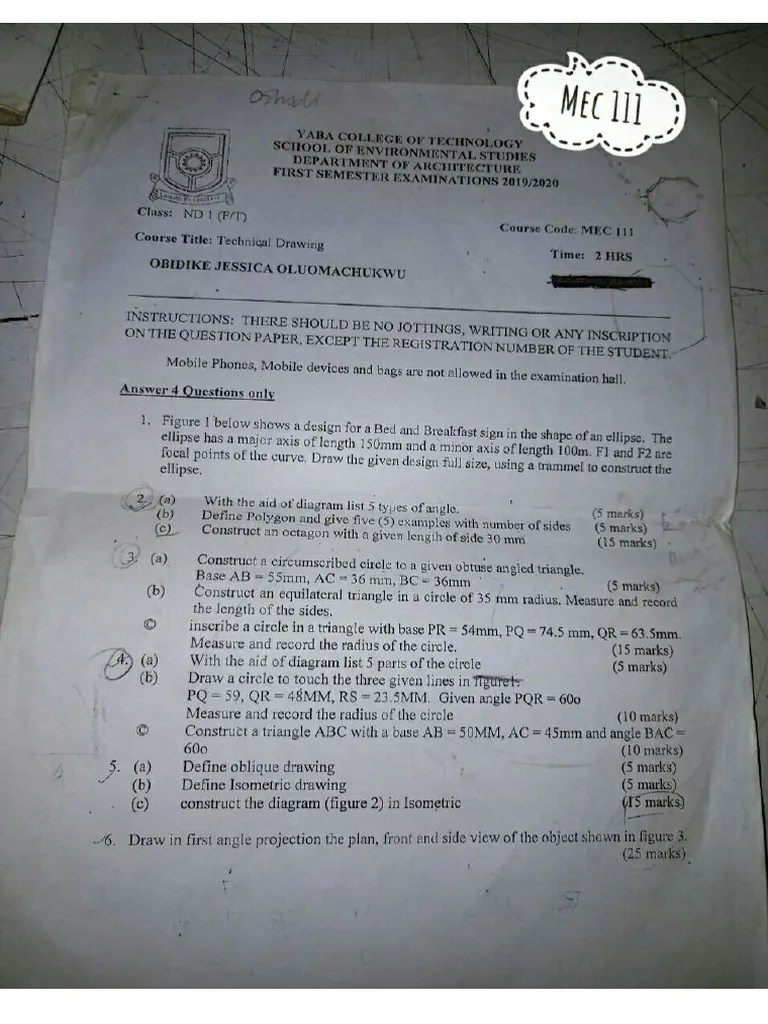 MEC 111
YABA COLLEGE OF TECHNOLOGY
SCHOOL OF ENVIRONMENTAL STUDIES
DEPARTMENT OF ARCHITECTURE
FIRST SEMESTER EXAMINATIONS 2019/2020
Class: ND 1 (F/T)
Course Code: MEC 111
Course Title: Technical Drawing
Time: 2 HRS
OBIDIKE JESSICA OLUOMACHUKWU
INSTRUCTIONS: THERE SHOULD BE NO JOTTINGS, WRITING OR ANY INSCRIPTION
ON THE QUESTION PAPER, EXCEPT THE REGISTRATION NUMBER OF THE STUDENT.
Mobile Phones, Mobile devices and bags are not allowed in the examination hall.
Answer 4 Questions only
1. Figure 1 below shows a design for a Bed and Breakfast sign in the shape of an ellipse. The
ellipse has a major axis of length 150mm and a minor axis of length 100m. F1 and F2 are
focal points of the curve. Draw the given design full size, using a trammel to construct the
ellipse.
2. (a) With the aid of diagram list 5 types of angle. (5 marks)
(b) Define Polygon and give five (5) examples with number of sides (5 marks)
(c) Construct an octagon with a given length of side 30 mm (15 marks)
3. (a) Construct a circumscribed circle to a given obtuse angled triangle.
Base AB = 55mm, AC = 36 mm, BC = 36mm (5 marks)
(b) Construct an equilateral triangle in a circle of 35 mm radius. Measure and record
the length of the sides.
© inscribe a circle in a triangle with base PR = 54mm, PQ = 74.5 mm, QR = 63.5mm.
Measure and record the radius of the circle. (15 marks)
4. (a) With the aid of diagram list 5 parts of the circle (5 marks)
(b) Draw a circle to touch the three given lines in figure1.
PQ = 59, QR = 48MM, RS = 23.5MM. Given angle PQR = 60o
Measure and record the radius of the circle (10 marks)
© Construct a triangle ABC with a base AB = 50MM, AC = 45mm and angle BAC =
60o (10 marks)
5. (a) Define oblique drawing (5 marks)
(b) Define Isometric drawing (5 marks)
(c) construct the diagram (figure 2) in Isometric (15 marks)
6. Draw in first angle projection the plan, front and side view of the object shown in figure 3.
(25 marks)